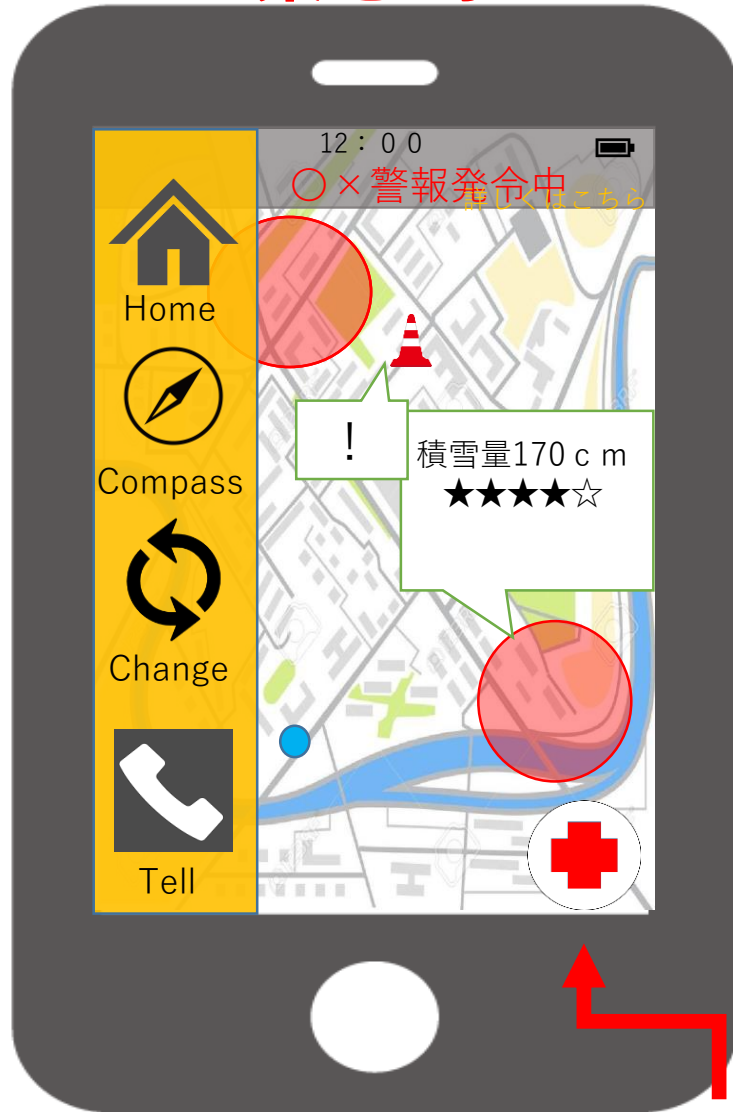 12：００
〇×警報発令中
詳しくはこちら
Home
！
積雪量170ｃｍ
★★★★☆
Compass
Change
Tell